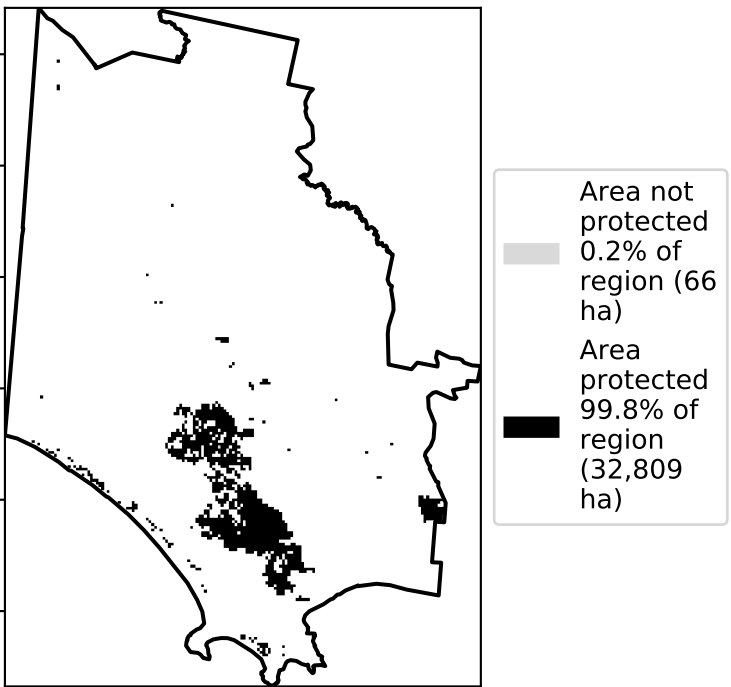 Area not
protected
0.2% of
region (66
ha)
Area
protected
99.8% of
region
(32,809
ha)